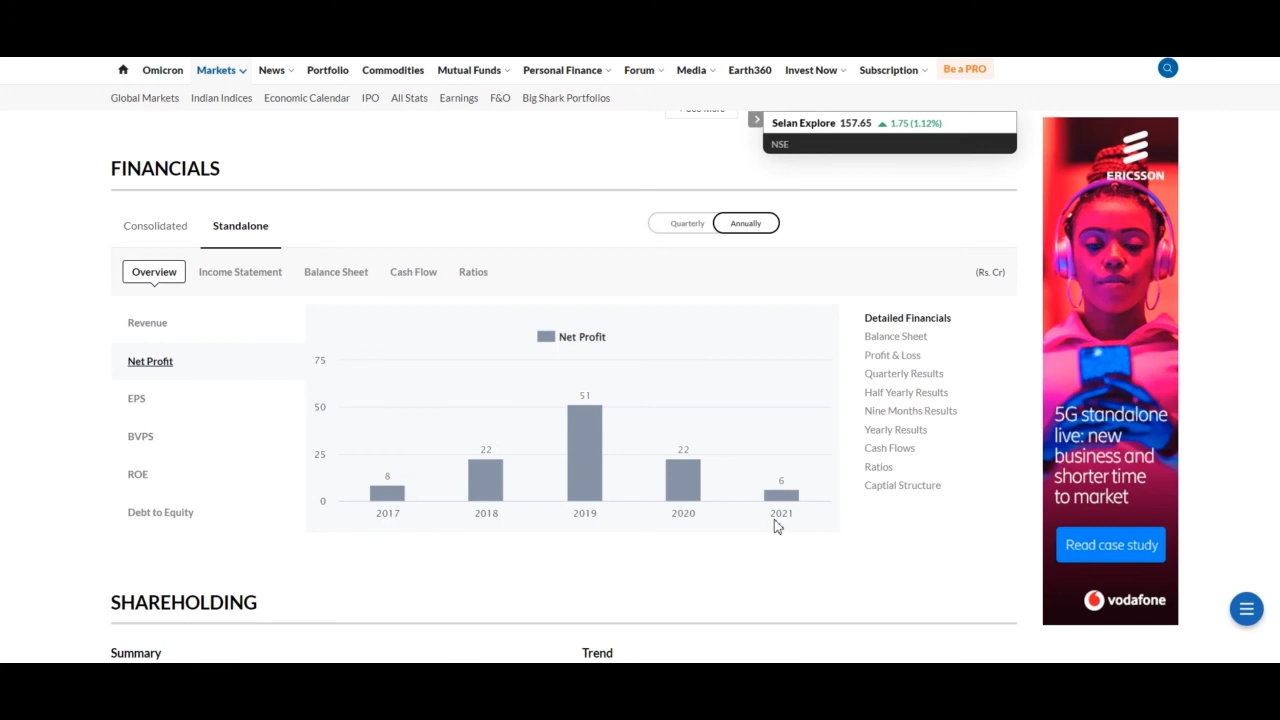 Omicron Markets News Portfolio Commodities Mutual Funds Personal Finance Forum Media Earth360 Invest Now Subscription Be a PRO
Global Markets Indian Indices Economic Calendar IPO All Stats Earnings F&O Big Shark Portfolios
Selan Explore 157.65 1.75 (1.12%)
NSE
FINANCIALS
Consolidated Standalone Quarterly Annually
Overview Income Statement Balance Sheet Cash Flow Ratios (Rs. Cr)
Revenue
Net Profit
EPS
BVPS
ROE
Debt to Equity
Net Profit
75
50
25
0
8
22
51
22
6
2017 2018 2019 2020 2021
Detailed Financials
Balance Sheet
Profit & Loss
Quarterly Results
Half Yearly Results
Nine Months Results
Yearly Results
Cash Flows
Ratios
Captial Structure
ERICSSON
5G standalone
live: new
business and
shorter time
to market
Read case study
vodafone
SHAREHOLDING
Summary Trend